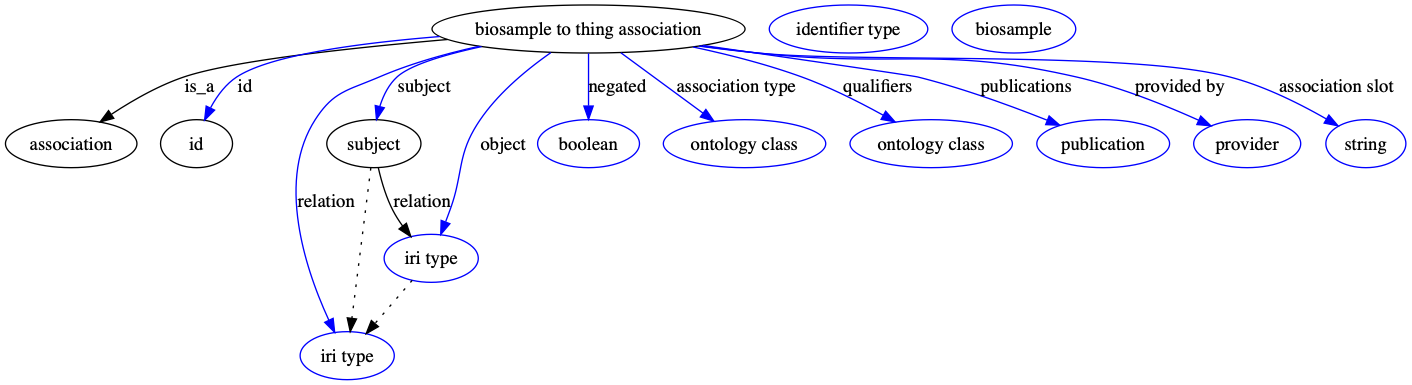 biosample to thing association
identifier type
biosample
is_a
id
subject
negated
association type
qualifiers
publications
provided by
association slot
association
id
subject
object
boolean
ontology class
ontology class
publication
provider
string
relation
relation
iri type
iri type